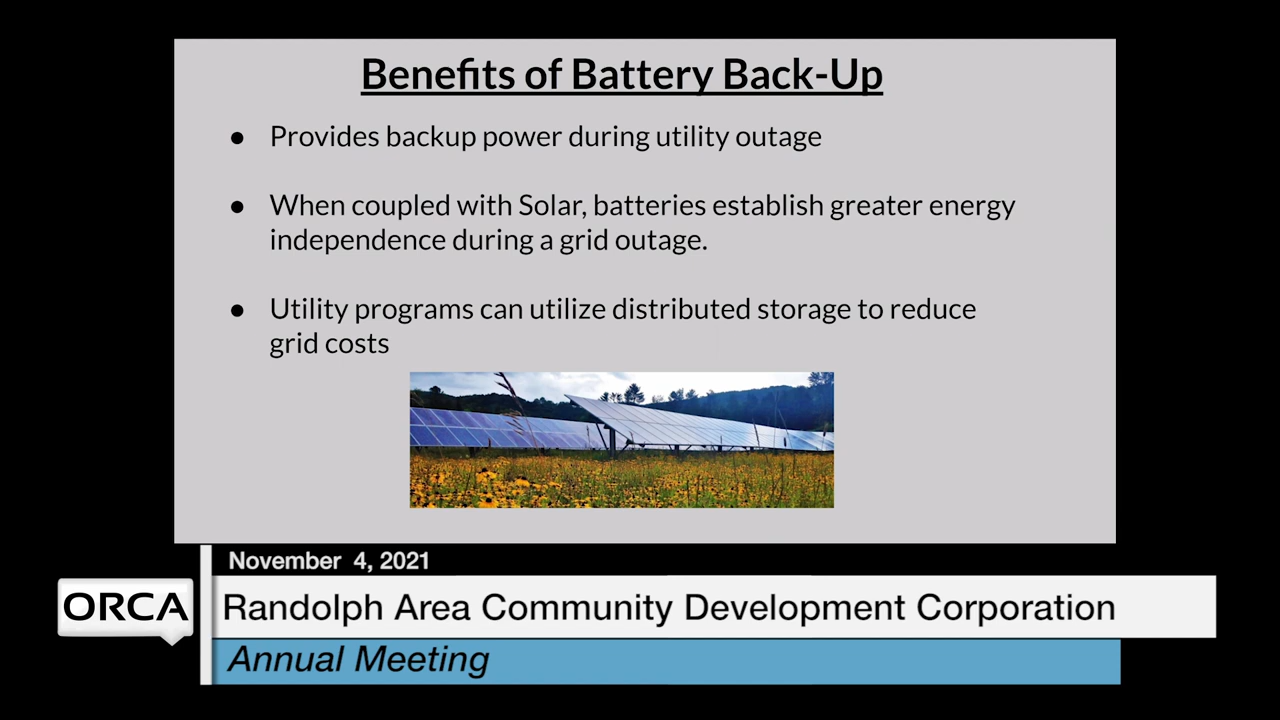 Benefits of Battery Back-Up
● Provides backup power during utility outage
● When coupled with Solar, batteries establish greater energy
independence during a grid outage.
● Utility programs can utilize distributed storage to reduce
grid costs
November 4, 2021
ORCA
Randolph Area Community Development Corporation
Annual Meeting